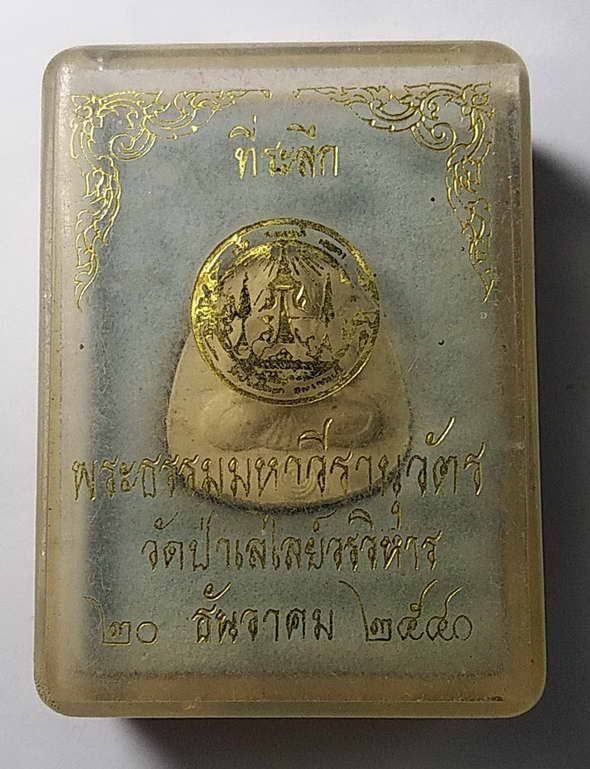 ที่ระลึก
พระธรรมมหาวีรานุวัตร
วัดป่าเลไลย์วรวิหาร
๒๐ ธันวาคม ๒๕๔๐